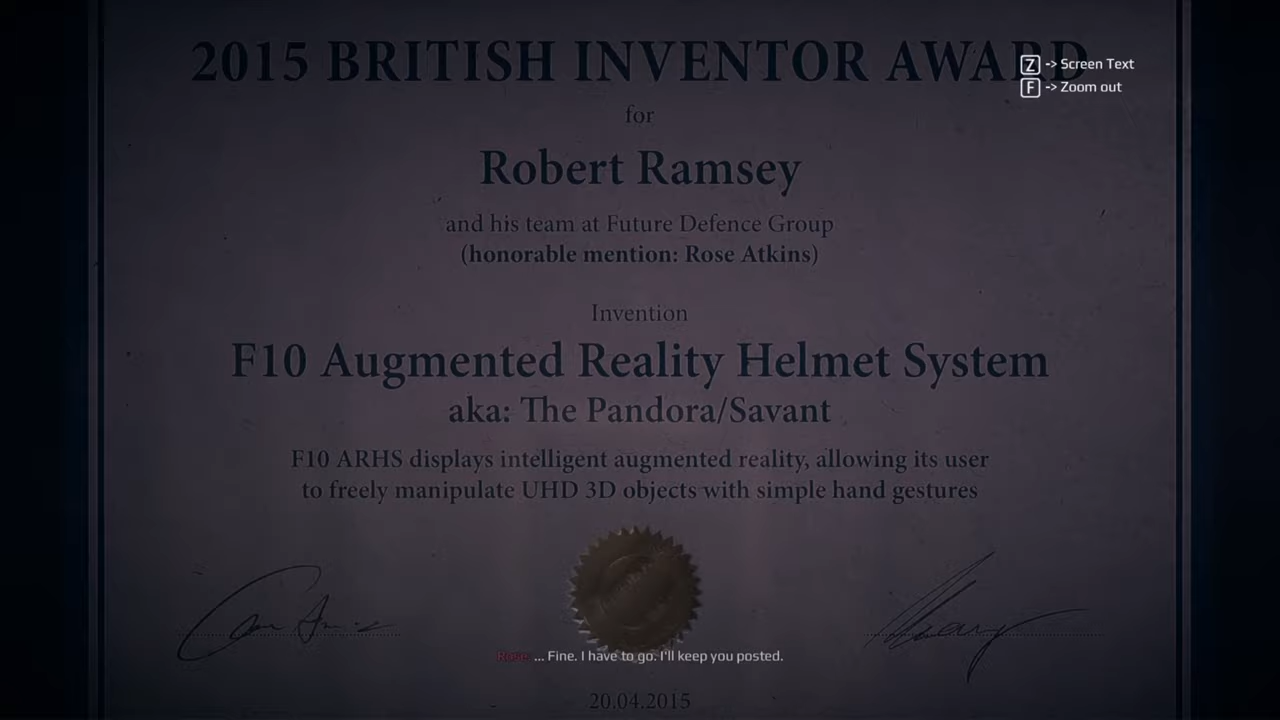 2015 BRITISH INVENTOR AWARD
Z -> Screen Text
F -> Zoom out
for
Robert Ramsey
and his team at Future Defence Group
(honorable mention: Rose Atkins)
Invention
F10 Augmented Reality Helmet System
aka: The Pandora/Savant
F10 ARHS displays intelligent augmented reality, allowing its user
to freely manipulate UHD 3D objects with simple hand gestures
Rose: ... Fine. I have to go. I'll keep you posted.
20.04.2015